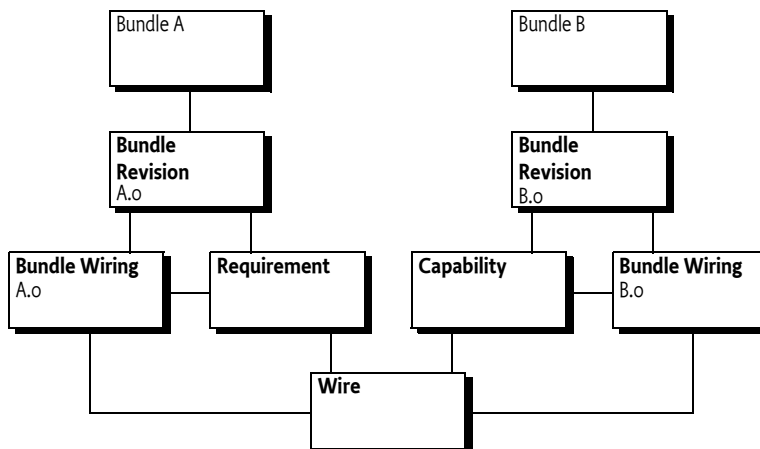 Bundle A
Bundle B
Bundle
Revision
A.0
Bundle
Revision
B.0
Bundle Wiring
A.0
Requirement
Capability
Bundle Wiring
B.0
Wire